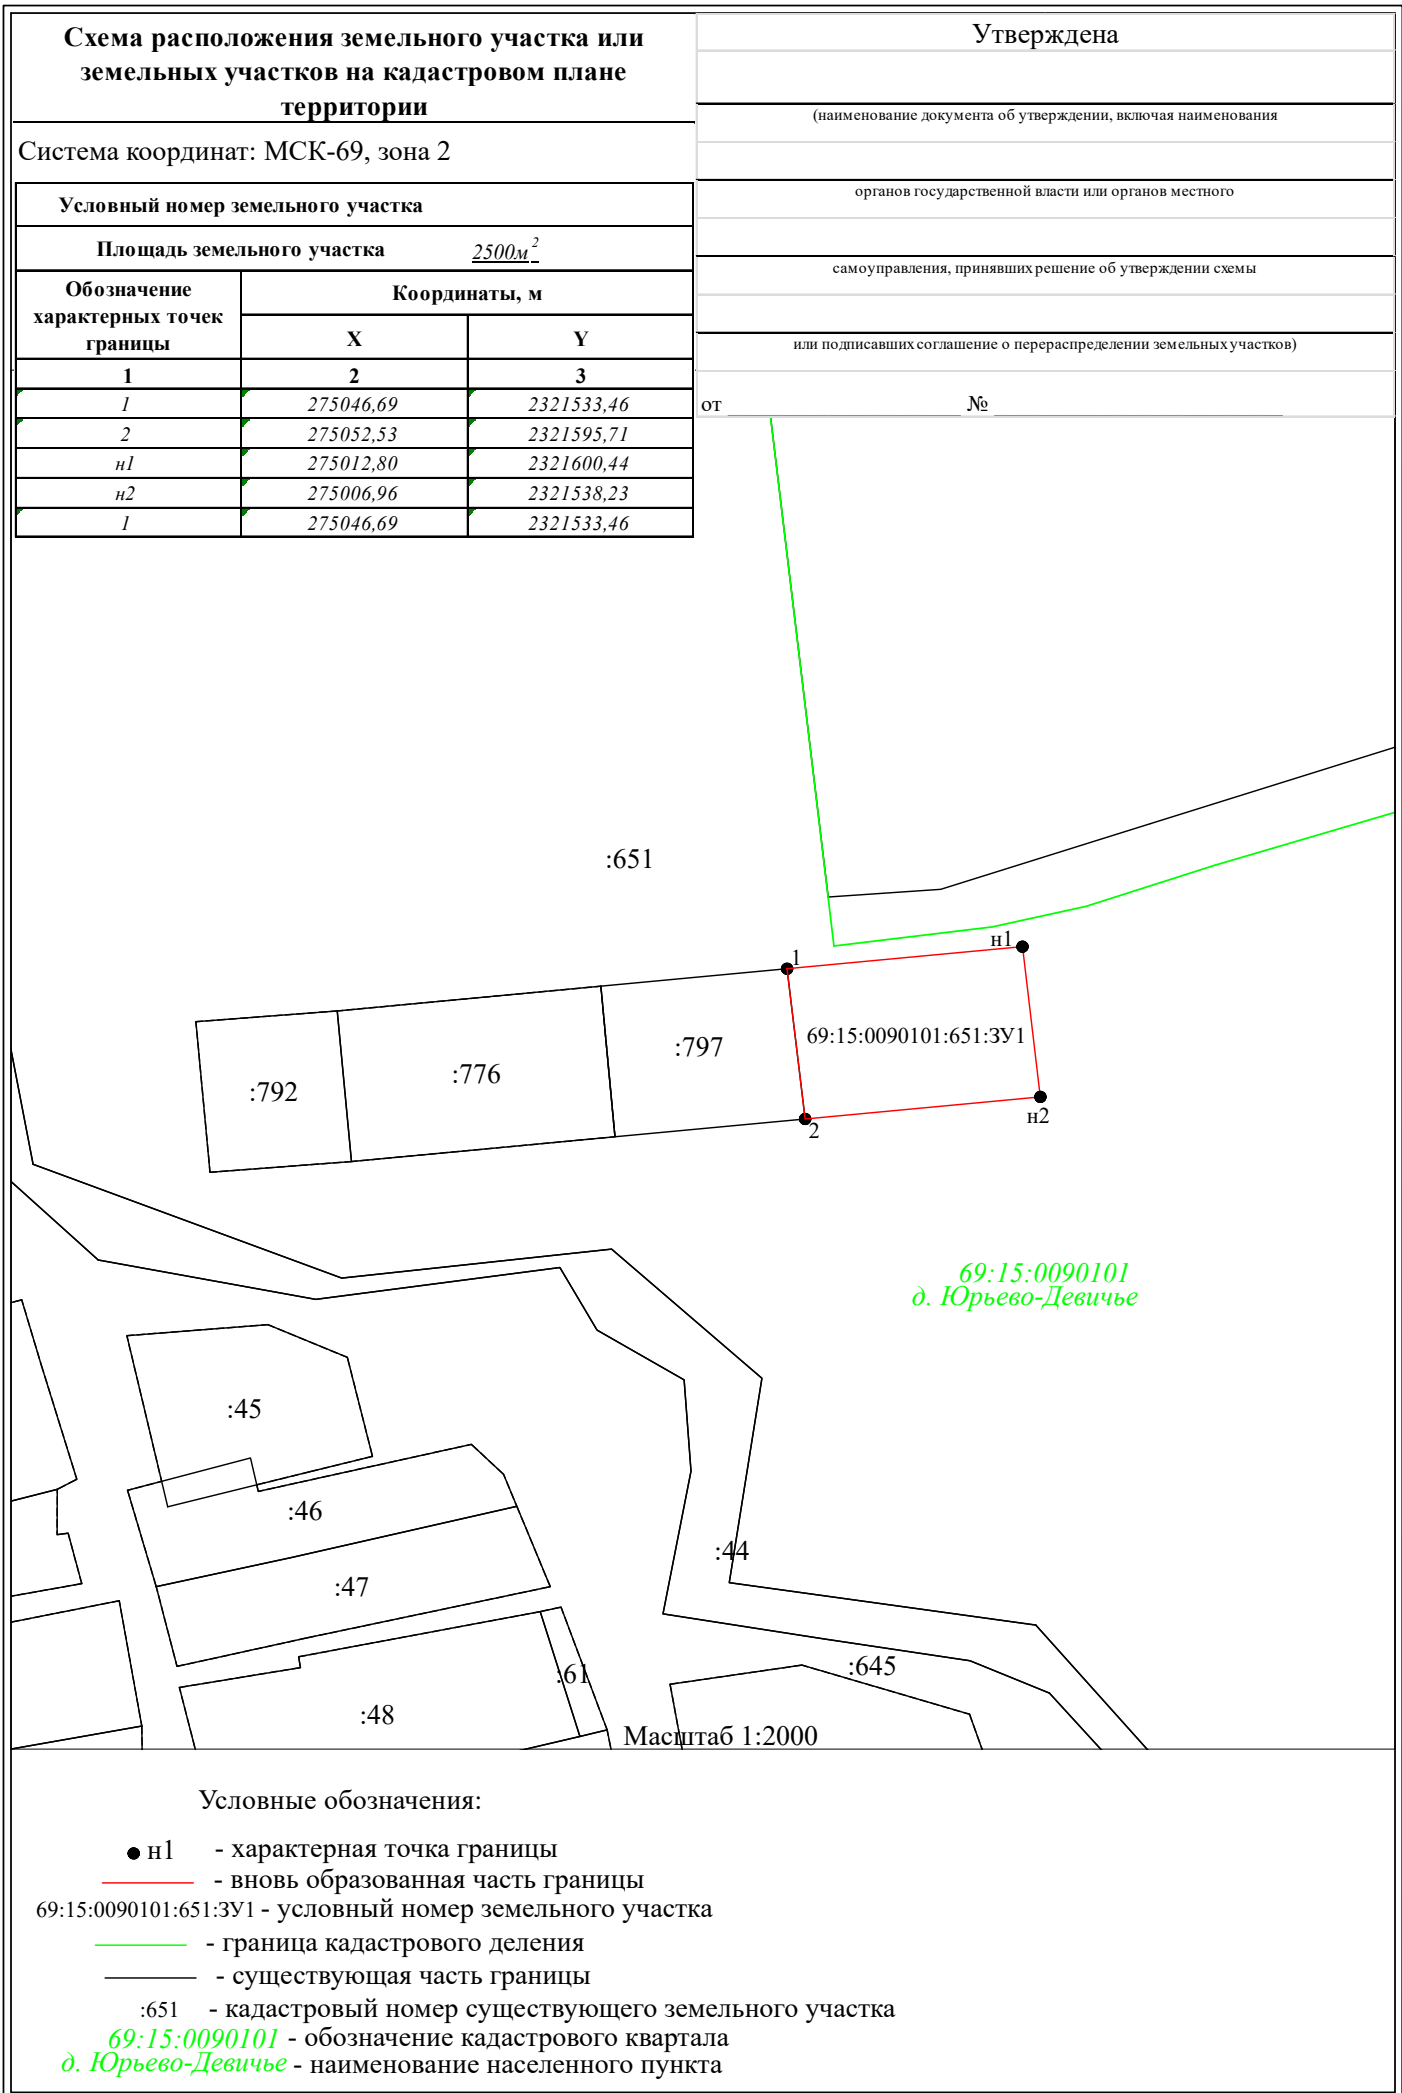 Схема расположения земельного участка или
земельных участков на кадастровом плане
территории
Система координат: МСК-69, зона 2
Условный номер земельного участка
Площадь земельного участка 2500м²
Обозначение характерных точек границы
Координаты, м
X Y
1 2 3
1 275046,69 2321533,46
2 275052,53 2321595,71
н1 275012,80 2321600,44
н2 275006,96 2321538,23
1 275046,69 2321533,46
Утверждена
(наименование документа об утверждении, включая наименования
органов государственной власти или органов местного
самоуправления, принявших решение об утверждении схемы
или подписавших соглашение о перераспределении земельных участков)
от ____________________ № _________________________
:651
н1
1
69:15:0090101:651:ЗУ1
:797
:776
:792
н2
2
69:15:0090101
д. Юрьево-Девичье
:45
:46
:44
:47
:645
:61
:48
Масштаб 1:2000
Условные обозначения:
н1 - характерная точка границы
- вновь образованная часть границы
69:15:0090101:651:ЗУ1 - условный номер земельного участка
- граница кадастрового деления
- существующая часть границы
:651 - кадастровый номер существующего земельного участка
69:15:0090101 - обозначение кадастрового квартала
д. Юрьево-Девичье - наименование населенного пункта